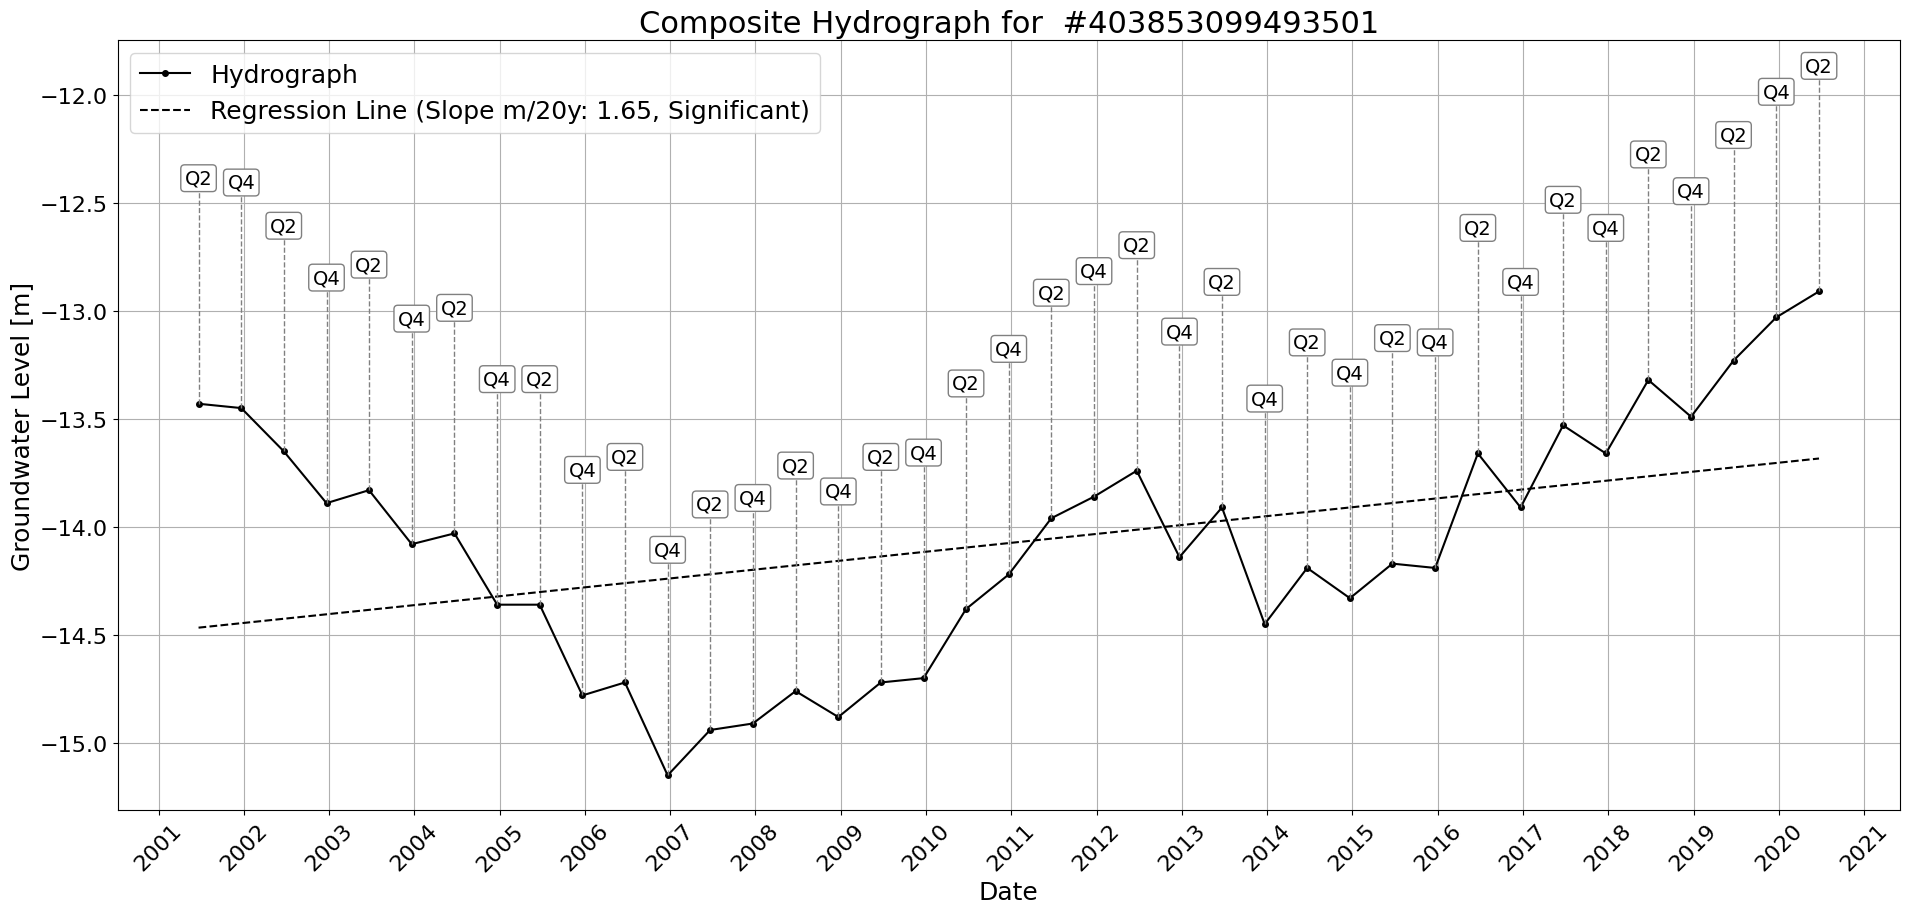 Composite Hydrograph for  #403853099493501
Hydrograph
Regression Line (Slope m/20y: 1.65, Significant)
Groundwater Level [m]
−12.0
−12.5
−13.0
−13.5
−14.0
−14.5
−15.0
Q2
Q4
Q2
Q4
Q2
Q4
Q2
Q4
Q2
Q4
Q2
Q4
Q2
Q4
Q2
Q4
Q2
Q4
Q2
Q4
Q2
Q4
Q2
Q4
Q2
Q4
Q2
Q4
Q2
Q4
Q2
Q4
Q2
Q4
Q2
Q4
Q2
Q4
Q2
2001
2002
2003
2004
2005
2006
2007
2008
2009
2010
2011
2012
2013
2014
2015
2016
2017
2018
2019
2020
2021
Date